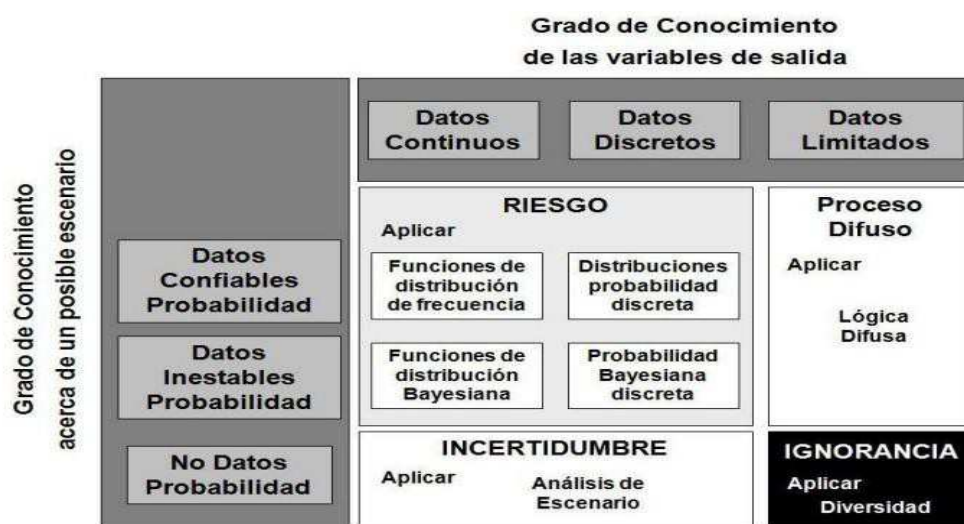 Grado de Conocimiento
de las variables de salida
Grado de Conocimiento
acerca de un posible escenario
Datos
Continuos
Datos
Discretos
Datos
Limitados
Datos
Confiables
Probabilidad
Datos
Inestables
Probabilidad
No Datos
Probabilidad
RIESGO
Aplicar
Funciones de
distribución
de frecuencia
Distribuciones
probabilidad
discreta
Funciones de
distribución
Bayesiana
Probabilidad
Bayesiana
discreta
Proceso
Difuso
Aplicar
Lógica
Difusa
INCERTIDUMBRE
Aplicar
Análisis de
Escenario
IGNORANCIA
Aplicar
Diversidad